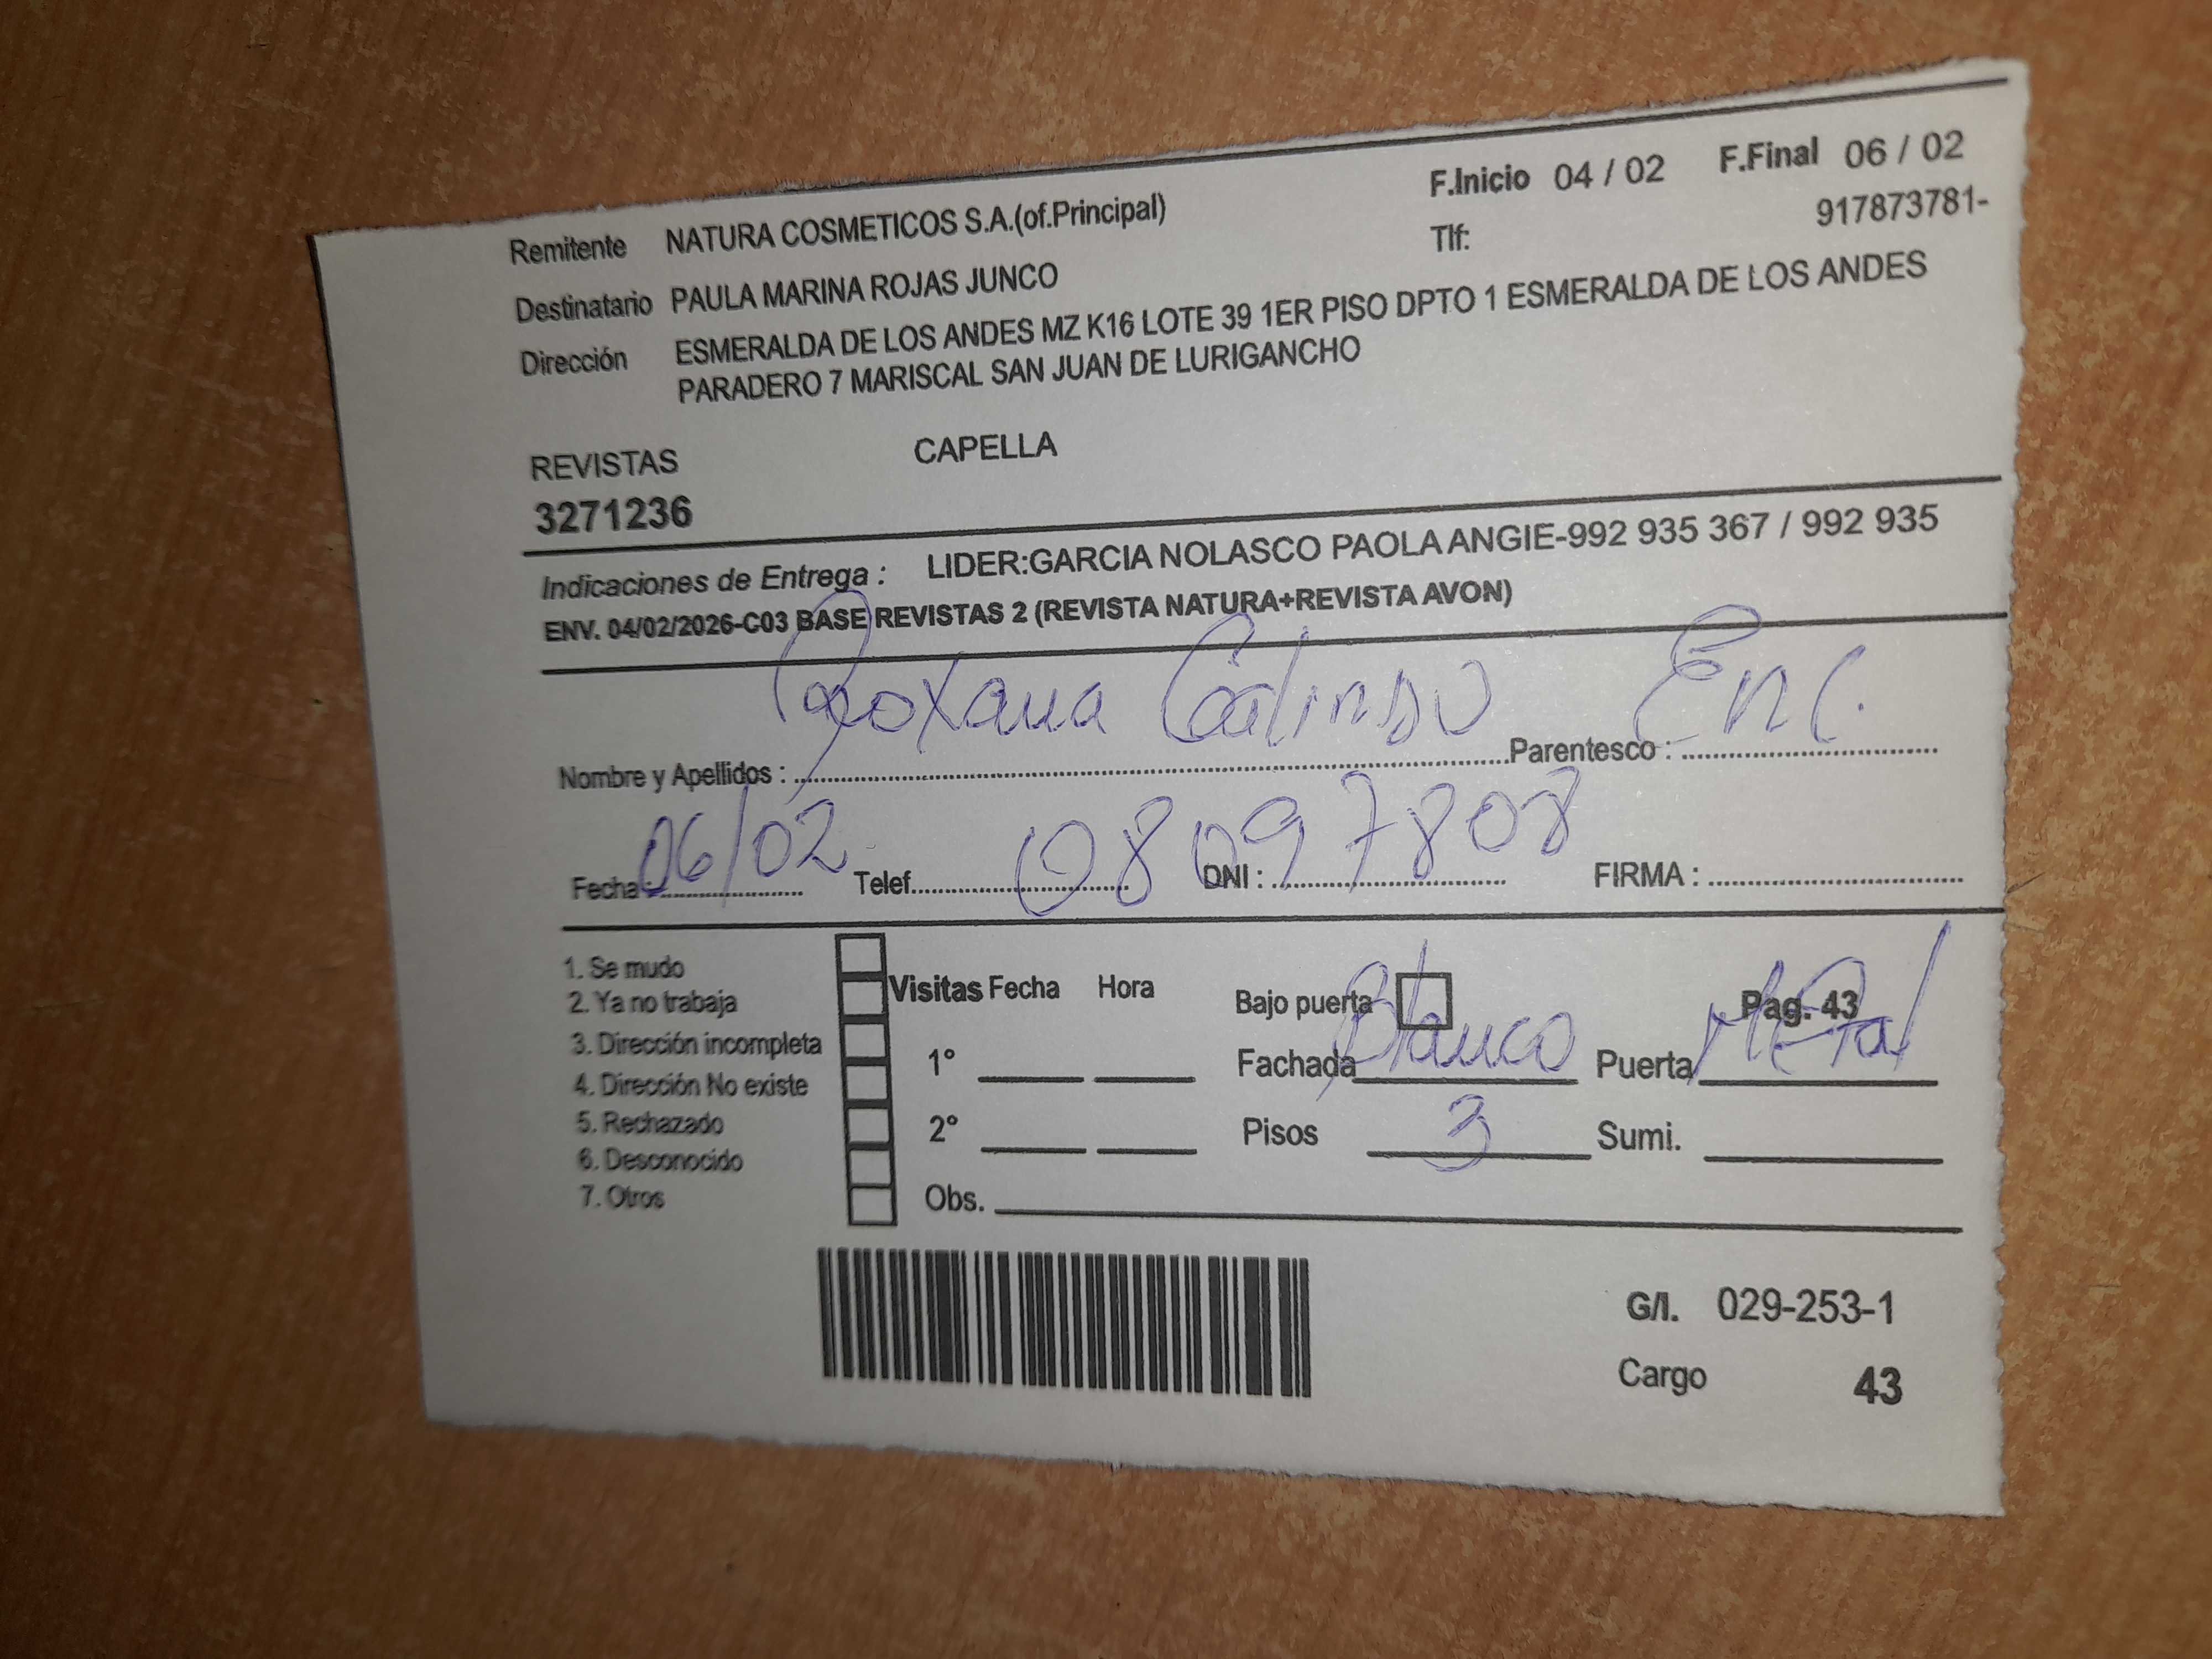 F.Inicio 04 / 02 F.Final 06 / 02
Remitente NATURA COSMETICOS S.A.(of.Principal) Tlf: 917873781-
Destinatario PAULA MARINA ROJAS JUNCO
Dirección ESMERALDA DE LOS ANDES MZ K16 LOTE 39 1ER PISO DPTO 1 ESMERALDA DE LOS ANDES
PARADERO 7 MARISCAL SAN JUAN DE LURIGANCHO
REVISTAS CAPELLA
3271236
Indicaciones de Entrega : LIDER:GARCIA NOLASCO PAOLA ANGIE-992 935 367 / 992 935
ENV. 04/02/2026-C03 BASE REVISTAS 2 (REVISTA NATURA+REVISTA AVON)
Nombre y Apellidos : Roxana Parentesco : Enc.
Fecha : 06/02 Telef. DNI : 08097808 FIRMA :
1. Se mudo
2. Ya no trabaja
3. Dirección incompleta
4. Dirección No existe
5. Rechazado
6. Desconocido
7. Otros
Visitas Fecha Hora Bajo puerta Pag. 43
1° Fachada Blanco Puerta Metal
2° Pisos 3 Sumi.
Obs.
G/I. 029-253-1
Cargo 43